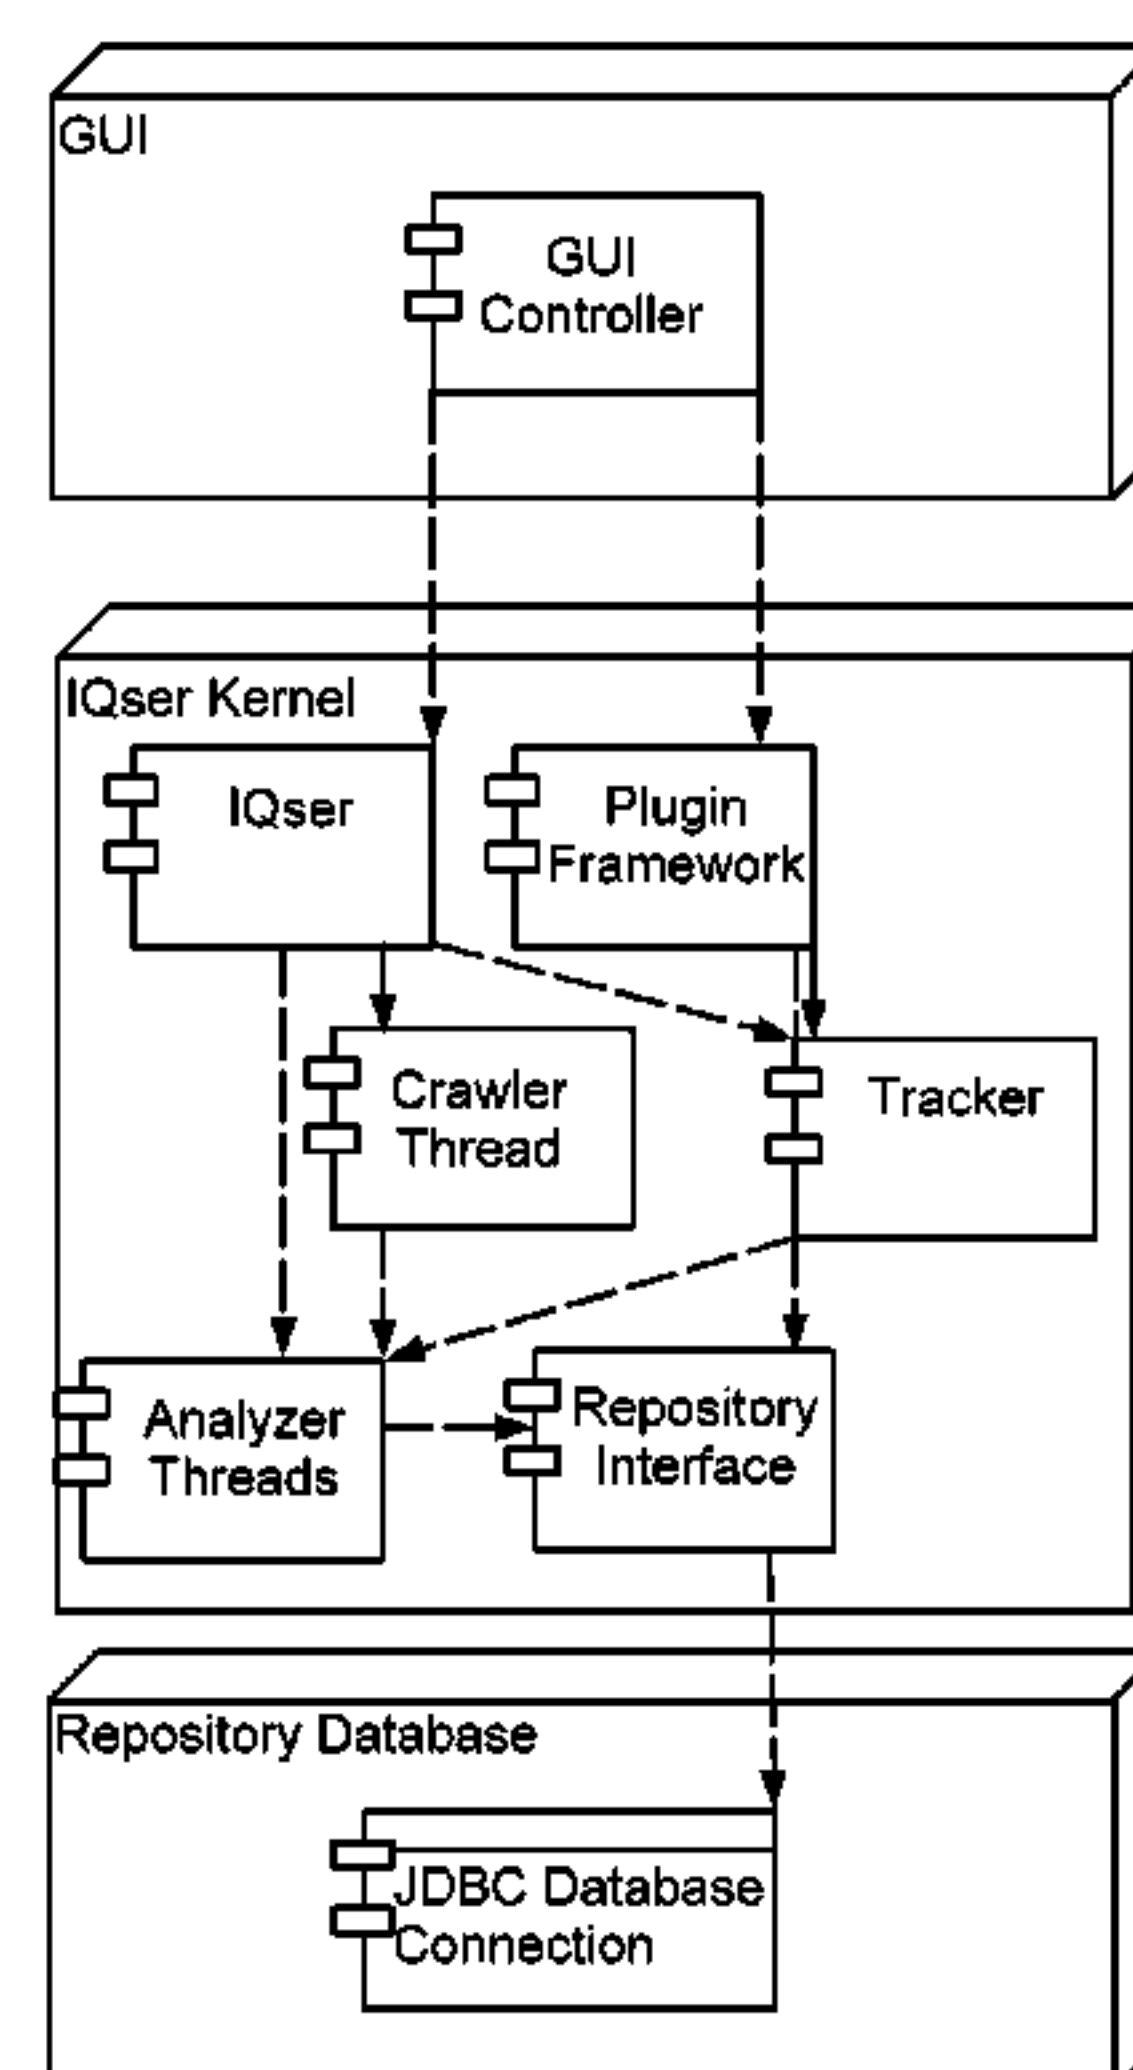 GUI
GUI
Controller
IQser Kernel
IQser
Plugin
Framework
Crawler
Thread
Tracker
Analyzer
Threads
Repository
Interface
Repository Database
JDBC Database
Connection